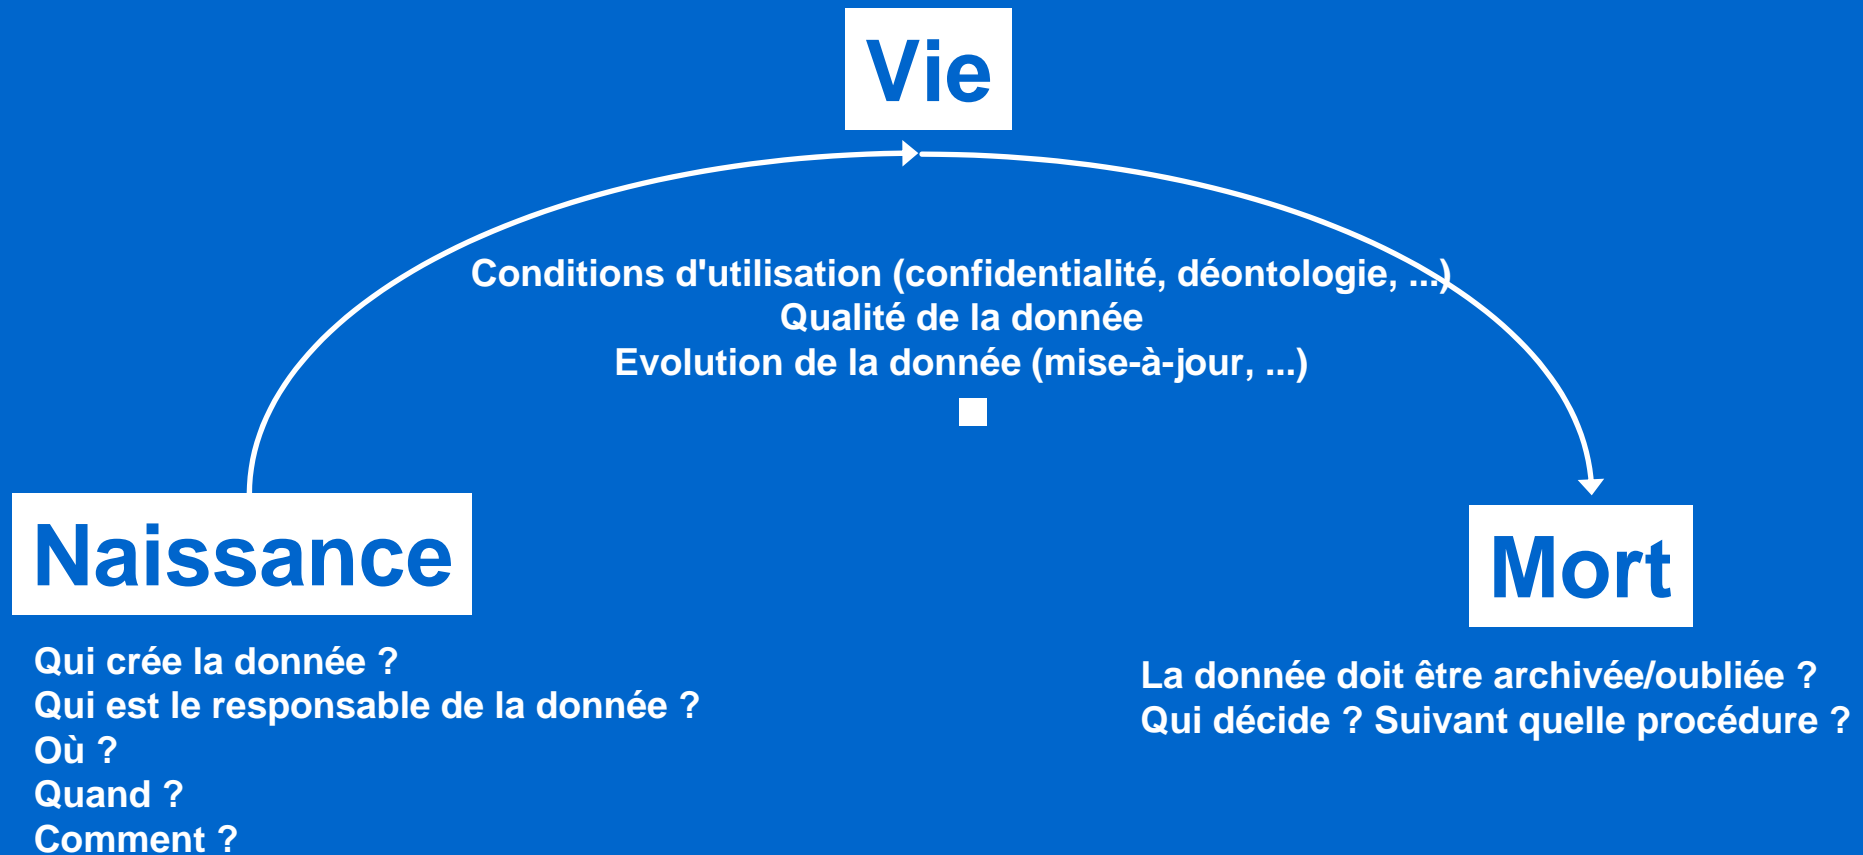 Vie
Conditions d'utilisation (confidentialité, déontologie, ...)
Qualité de la donnée
Evolution de la donnée (mise-à-jour, ...)
Naissance
Qui crée la donnée ?
Qui est le responsable de la donnée ?
Où ?
Quand ?
Comment ?
Mort
La donnée doit être archivée/oubliée ?
Qui décide ? Suivant quelle procédure ?